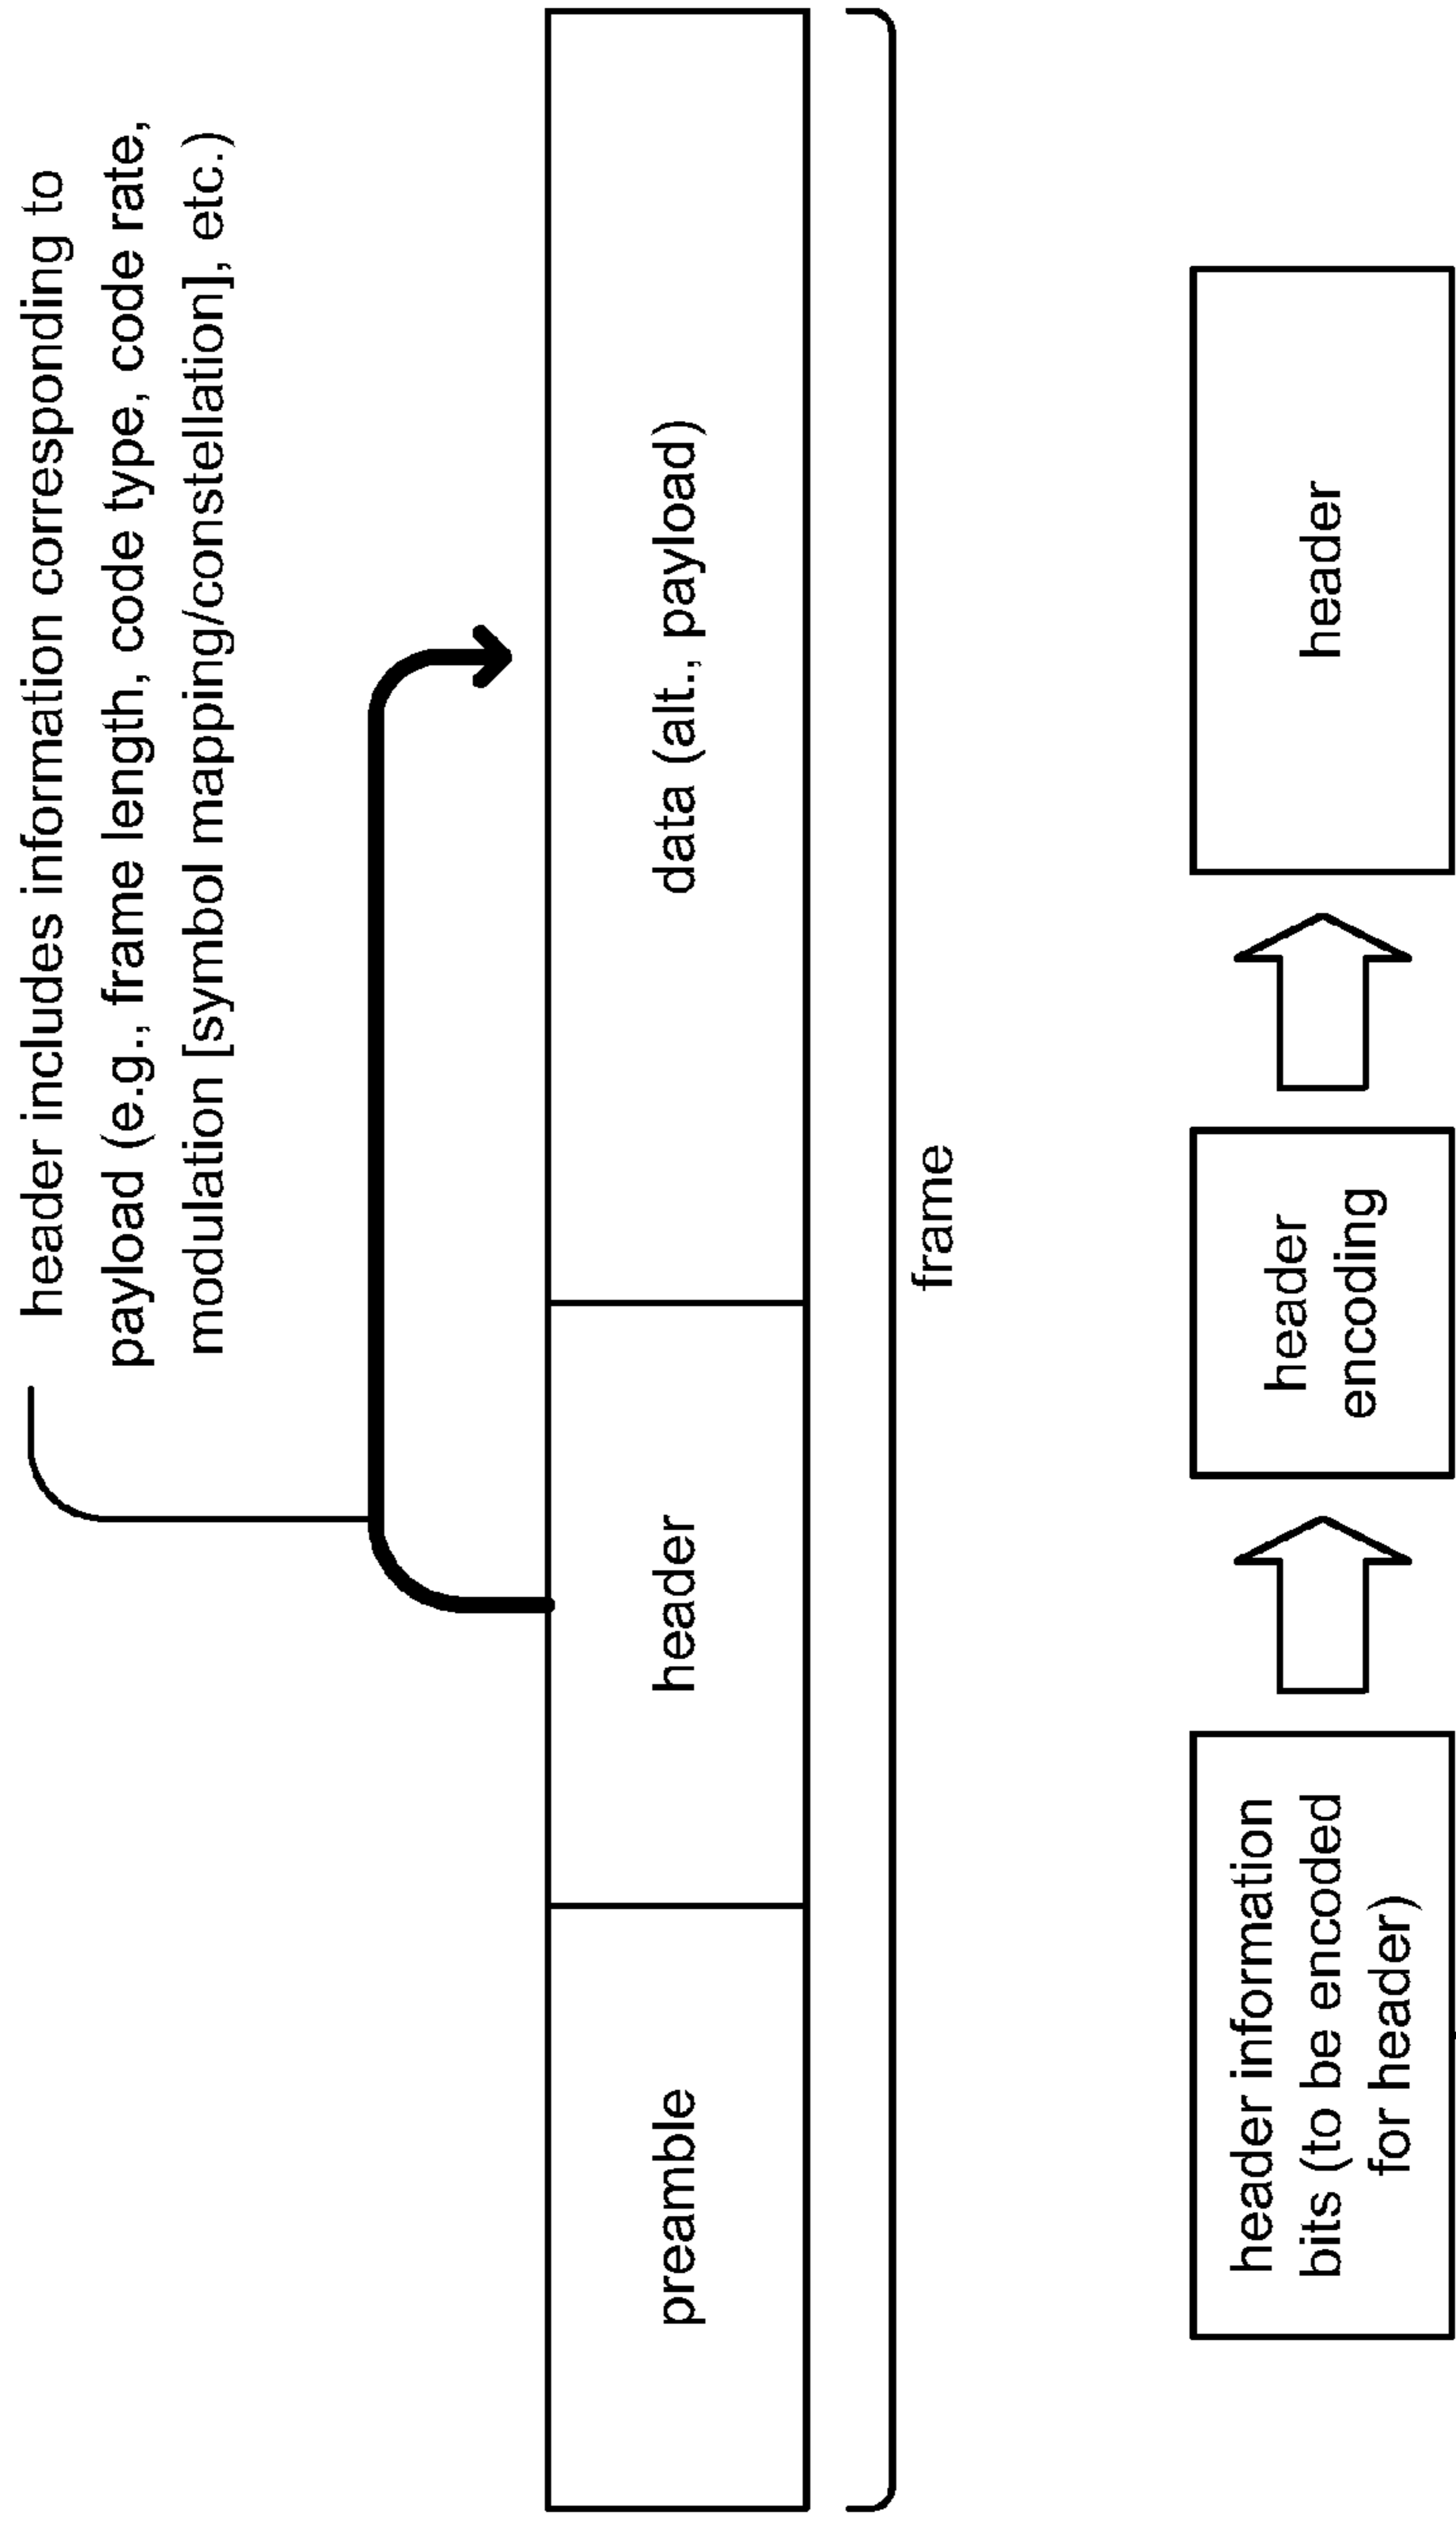 header includes information corresponding to
payload (e.g., frame length, code type, code rate,
modulation [symbol mapping/constellation], etc.)
preamble
header
data (alt., payload)
frame
header information
bits (to be encoded
for header)
header
encoding
header